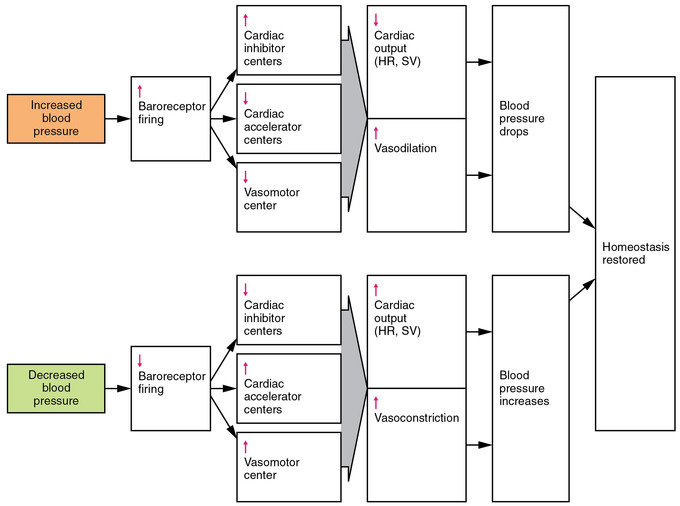 Increased
blood
pressure
↑
Baroreceptor
firing
↑
Cardiac
inhibitor
centers
↓
Cardiac
accelerator
centers
↓
Vasomotor
center
↓
Cardiac
output
(HR, SV)
↑
Vasodilation
Blood
pressure
drops
Homeostasis
restored
Decreased
blood
pressure
↓
Baroreceptor
firing
↓
Cardiac
inhibitor
centers
↑
Cardiac
accelerator
centers
↑
Vasomotor
center
↑
Cardiac
output
(HR, SV)
↑
Vasoconstriction
Blood
pressure
increases